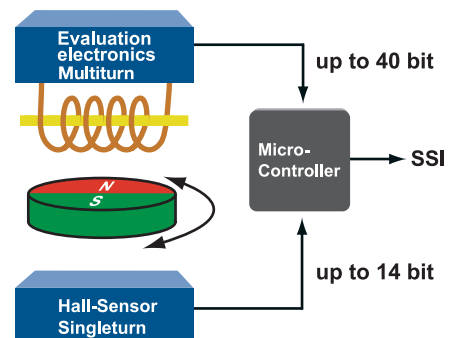 Evaluation
electronics
Multiturn
up to 40 bit
Micro-
Controller
SSI
N
S
up to 14 bit
Hall-Sensor
Singleturn